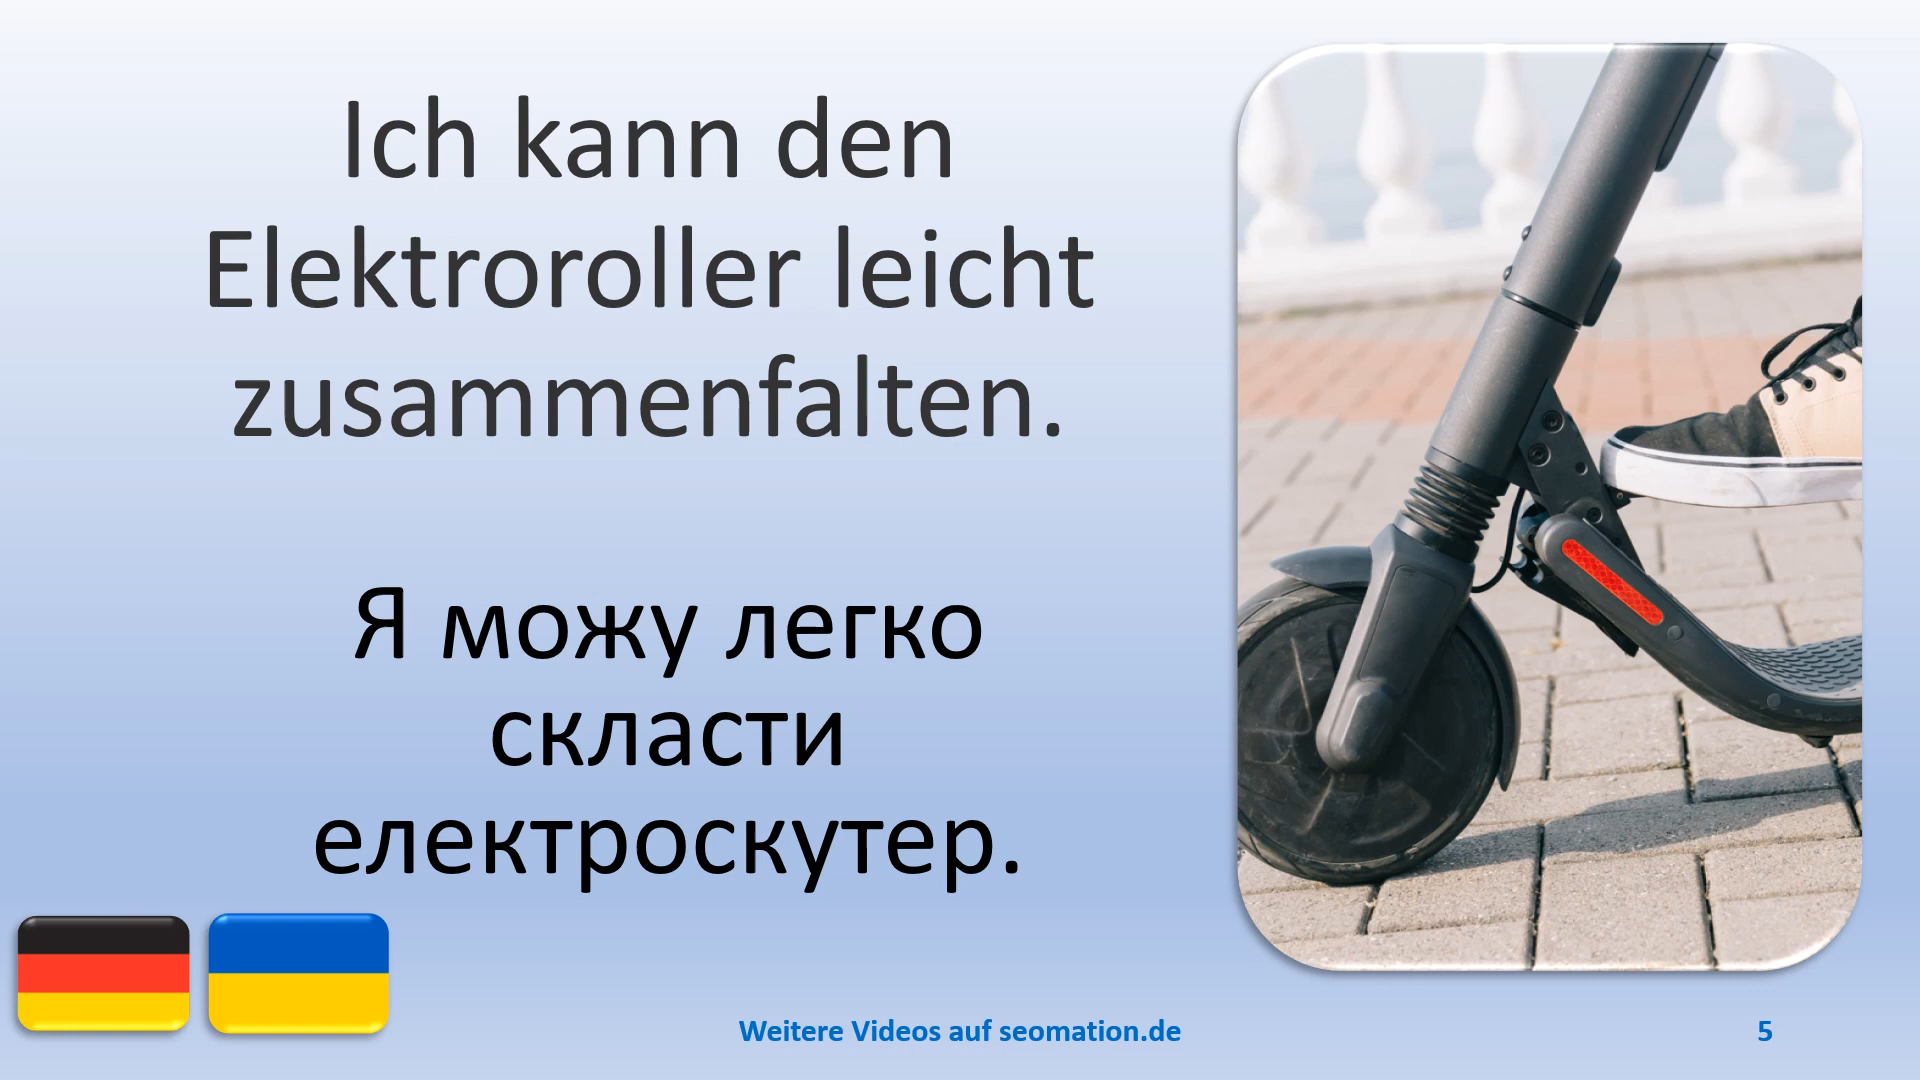 Ich kann den
Elektroroller leicht
zusammenfalten.
Я можу легко
скласти
електроскутер.
Weitere Videos auf seomation.de
5